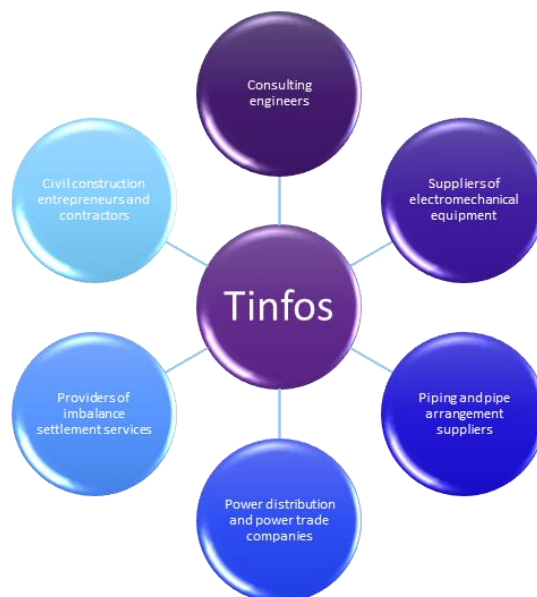 Consulting
engineers
Civil construction
entrepreneurs and
contractors
Suppliers of
electromechanical
equipment
Tinfos
Providers of
imbalance
settlement services
Piping and pipe
arrangement
suppliers
Power distribution
and power trade
companies